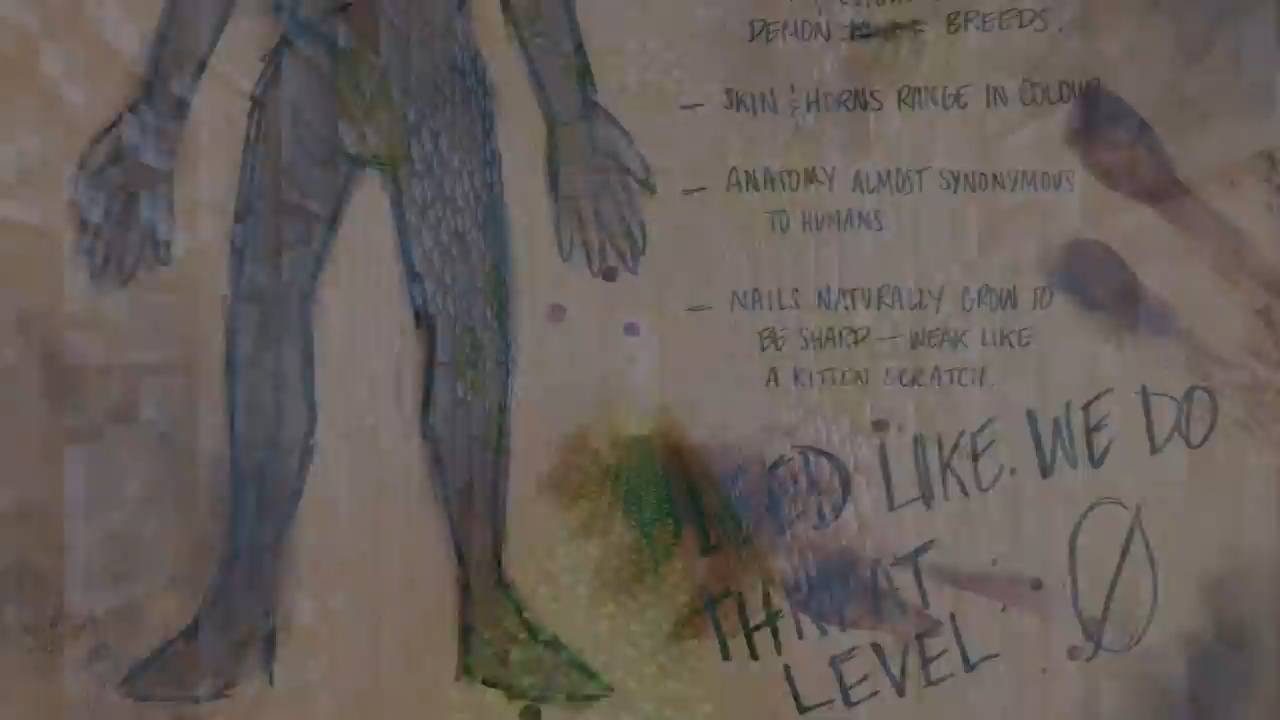 DEMON BREEDS.
– SKIN & HORNS RANGE IN COLOUR
– ANATOMY ALMOST SYNONYMOUS
TO HUMANS
– NAILS NATURALLY GROW TO
BE SHARP — WEAK LIKE
A KITTEN SCRATCH.
LIKE. WE DO
THREAT
LEVEL Ø